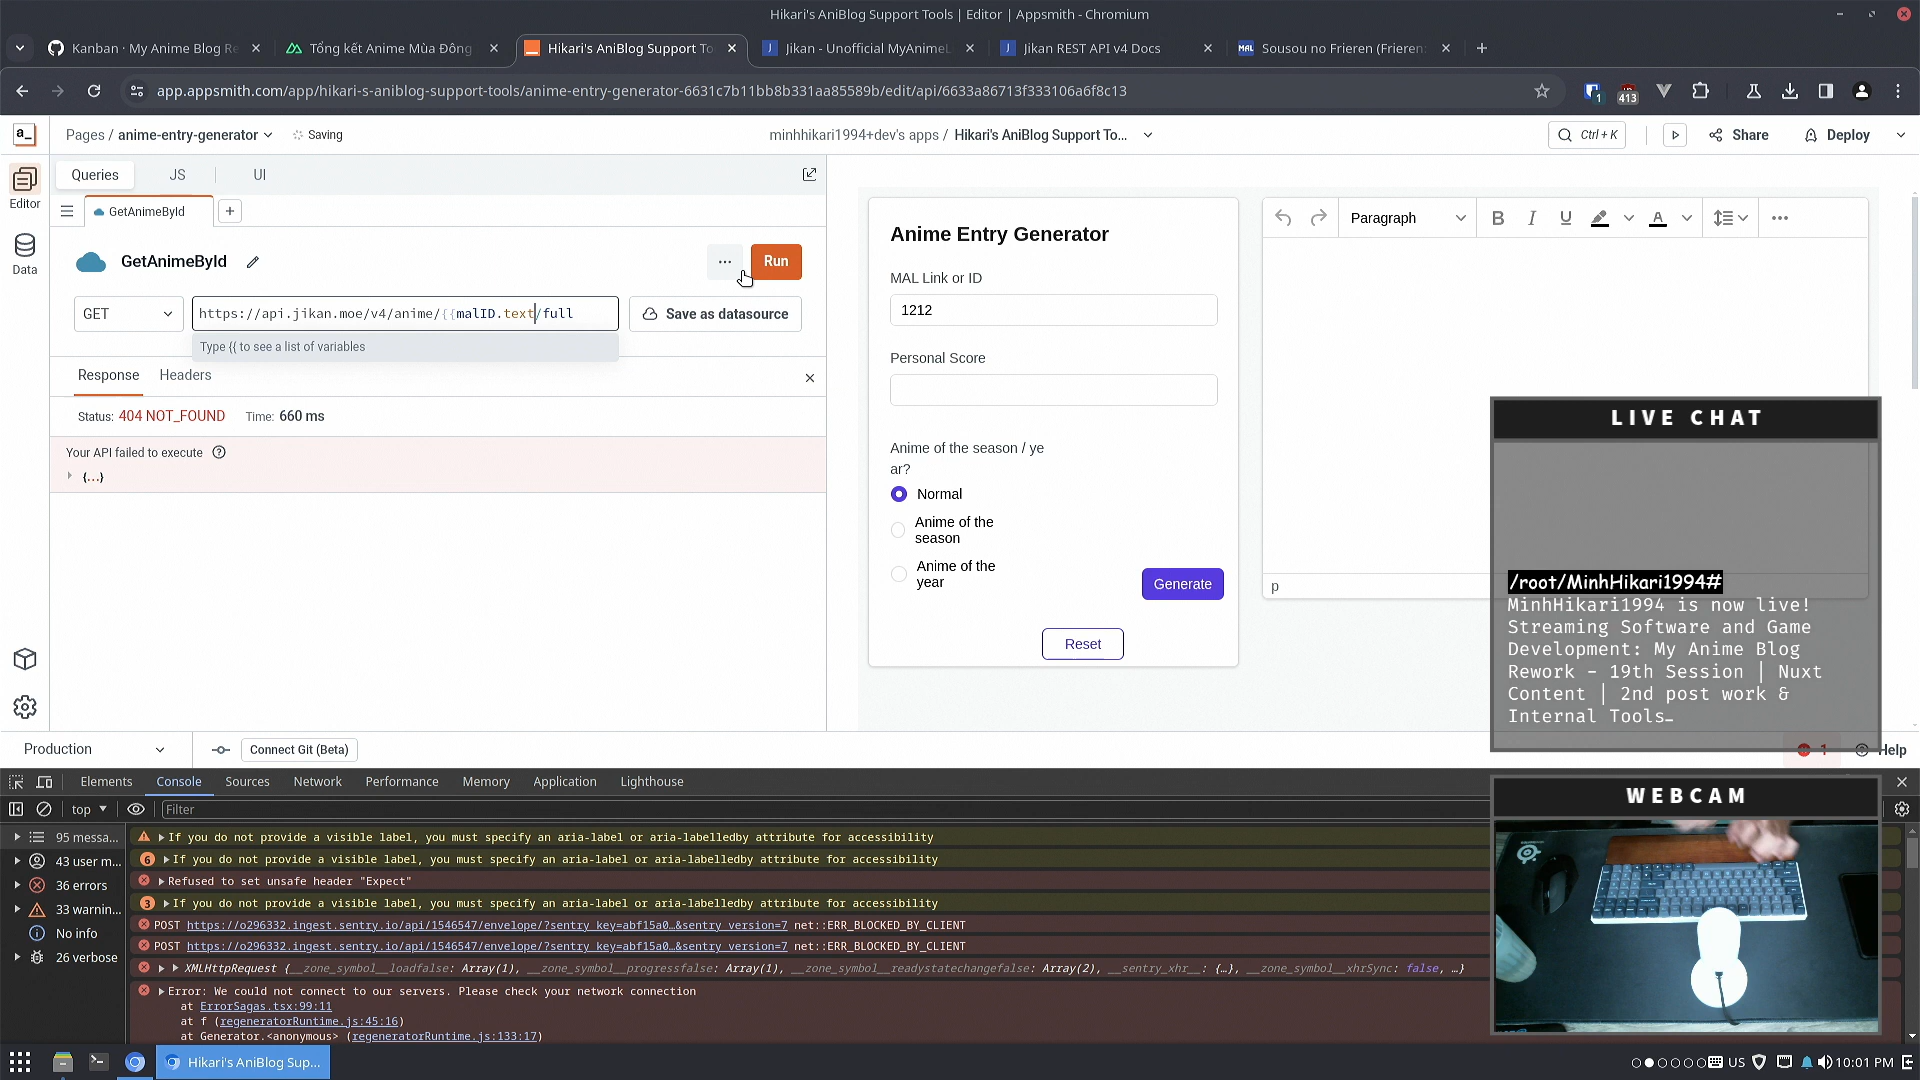 Hikari's AniBlog Support Tools | Editor | Appsmith - Chromium
Kanban · My Anime Blog Re
Tổng kết Anime Mùa Đông
Hikari's AniBlog Support To
Jikan - Unofficial MyAnimeL
Jikan REST API v4 Docs
MAL
Sousou no Frieren (Frieren:
app.appsmith.com/app/hikari-s-aniblog-support-tools/anime-entry-generator-6631c7b11bb8b331aa85589b/edit/api/6633a86713f333106a6f8c13
1
413
a_
Pages / anime-entry-generator
Saving
minhhikari1994+dev's apps / Hikari's AniBlog Support To...
Ctrl + K
Share
Deploy
Editor
Data
Queries
JS
UI
GetAnimeById
GetAnimeById
Run
GET
https://api.jikan.moe/v4/anime/{{malID.text/full
Save as datasource
Type {{ to see a list of variables
Response
Headers
Status: 404 NOT_FOUND
Time: 660 ms
Your API failed to execute
{...}
Anime Entry Generator
MAL Link or ID
1212
Personal Score
Anime of the season / ye
ar?
Normal
Anime of the
season
Anime of the
year
Generate
Reset
Paragraph
B
I
U
A
p
LIVE CHAT
/root/MinhHikari1994#
MinhHikari1994 is now live!
Streaming Software and Game
Development: My Anime Blog
Rework - 19th Session | Nuxt
Content | 2nd post work &
Internal Tools_
Production
Connect Git (Beta)
1
Help
Elements
Console
Sources
Network
Performance
Memory
Application
Lighthouse
top
Filter
95 messa...
43 user m...
36 errors
33 warnin...
No info
26 verbose
If you do not provide a visible label, you must specify an aria-label or aria-labelledby attribute for accessibility
6
If you do not provide a visible label, you must specify an aria-label or aria-labelledby attribute for accessibility
Refused to set unsafe header "Expect"
3
If you do not provide a visible label, you must specify an aria-label or aria-labelledby attribute for accessibility
POST https://o296332.ingest.sentry.io/api/1546547/envelope/?sentry_key=abf15a0…&sentry_version=7 net::ERR_BLOCKED_BY_CLIENT
POST https://o296332.ingest.sentry.io/api/1546547/envelope/?sentry_key=abf15a0…&sentry_version=7 net::ERR_BLOCKED_BY_CLIENT
XMLHttpRequest {__zone_symbol__loadfalse: Array(1), __zone_symbol__progressfalse: Array(1), __zone_symbol__readystatechangefalse: Array(2), __sentry_xhr__: {…}, __zone_symbol__xhrSync: false, …}
Error: We could not connect to our servers. Please check your network connection
at ErrorSagas.tsx:99:11
at f (regeneratorRuntime.js:45:16)
at Generator.<anonymous> (regeneratorRuntime.js:133:17)
WEBCAM
Hikari's AniBlog Sup...
US
10:01 PM